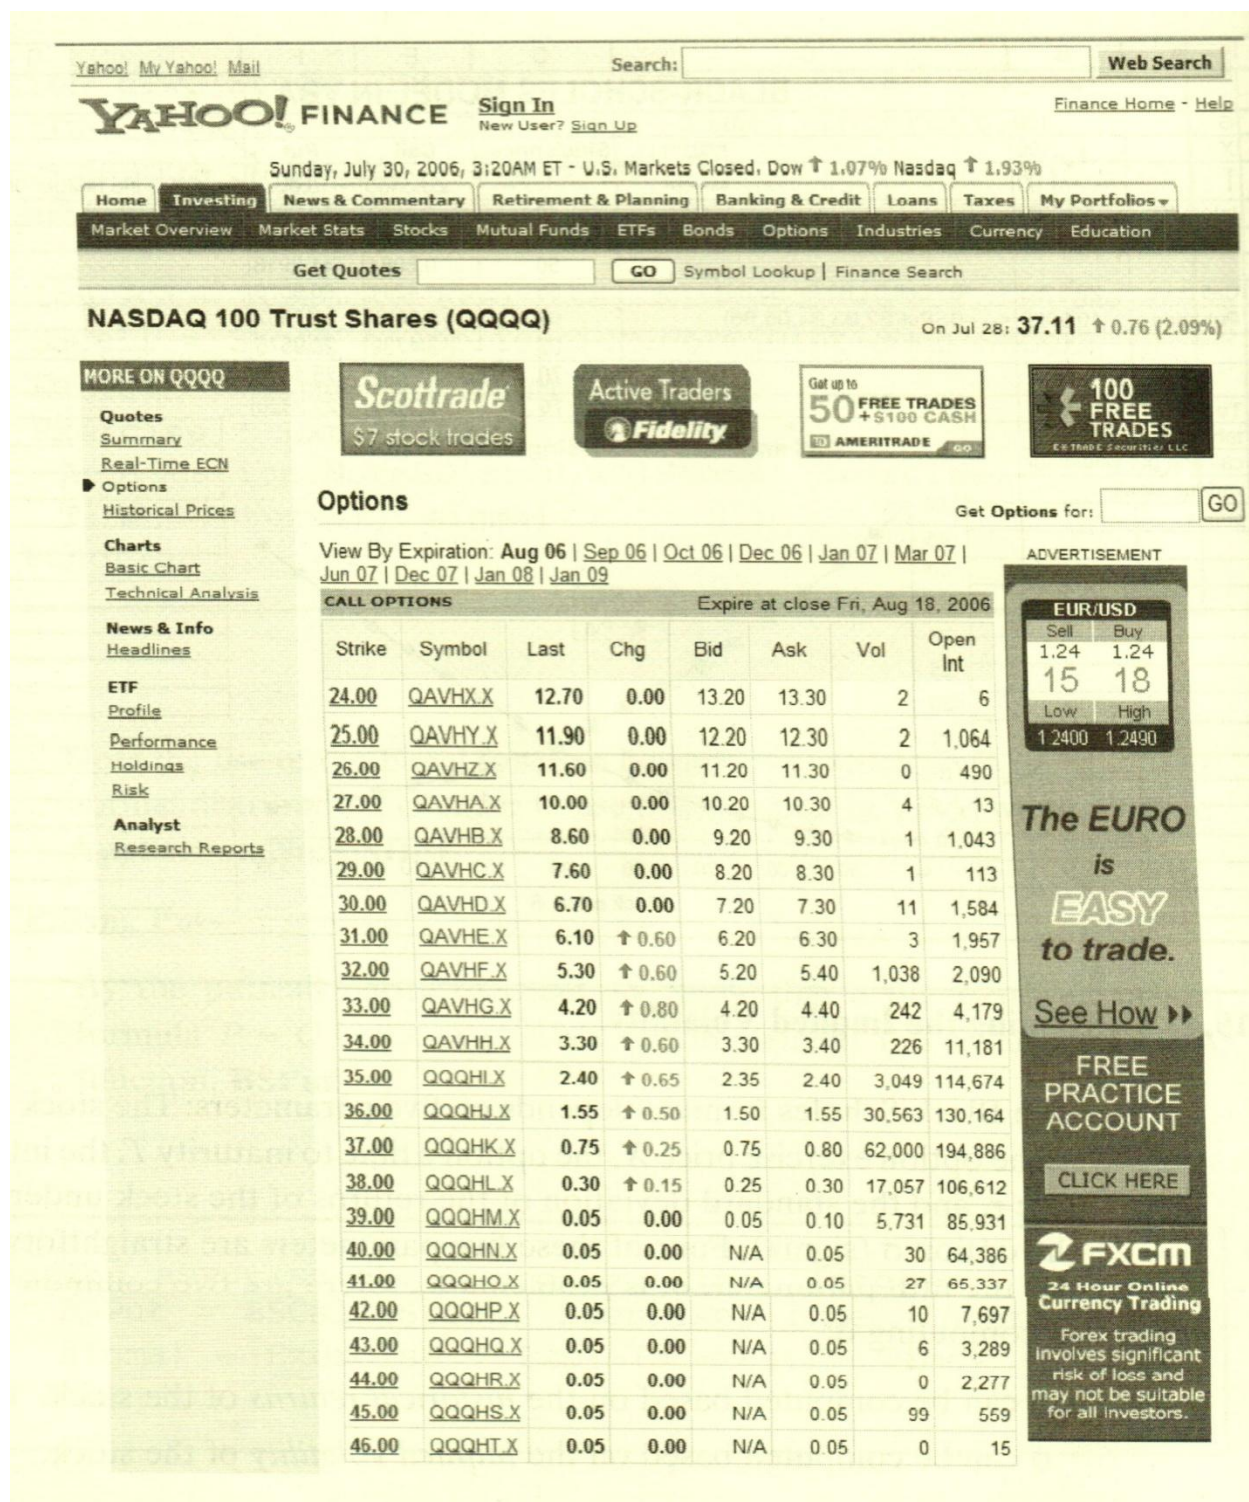 Yahoo! My Yahoo! Mail Search: Web Search
YAHOO! FINANCE Sign In Finance Home - Help
New User? Sign Up
Sunday, July 30, 2006, 3:20AM ET - U.S. Markets Closed. Dow ↑ 1.07% Nasdaq ↑ 1.93%
Home Investing News & Commentary Retirement & Planning Banking & Credit Loans Taxes My Portfolios
Market Overview Market Stats Stocks Mutual Funds ETFs Bonds Options Industries Currency Education
Get Quotes GO Symbol Lookup | Finance Search
NASDAQ 100 Trust Shares (QQQQ) On Jul 28: 37.11 ↑ 0.76 (2.09%)
MORE ON QQQQ
Quotes
Summary
Real-Time ECN
Options
Historical Prices
Charts
Basic Chart
Technical Analysis
News & Info
Headlines
ETF
Profile
Performance
Holdings
Risk
Analyst
Research Reports
Scottrade
$7 stock trades
Active Traders
Fidelity
Get up to
50 FREE TRADES
+ $100 CASH
AMERITRADE GO
100
FREE
TRADES
E*TRADE Securities LLC
Options Get Options for: GO
View By Expiration: Aug 06 | Sep 06 | Oct 06 | Dec 06 | Jan 07 | Mar 07 |
Jun 07 | Dec 07 | Jan 08 | Jan 09
CALL OPTIONS Expire at close Fri, Aug 18, 2006
Strike Symbol Last Chg Bid Ask Vol Open Int
24.00 QAVHX.X 12.70 0.00 13.20 13.30 2 6
25.00 QAVHY.X 11.90 0.00 12.20 12.30 2 1,064
26.00 QAVHZ.X 11.60 0.00 11.20 11.30 0 490
27.00 QAVHA.X 10.00 0.00 10.20 10.30 4 13
28.00 QAVHB.X 8.60 0.00 9.20 9.30 1 1,043
29.00 QAVHC.X 7.60 0.00 8.20 8.30 1 113
30.00 QAVHD.X 6.70 0.00 7.20 7.30 11 1,584
31.00 QAVHE.X 6.10 ↑ 0.60 6.20 6.30 3 1,957
32.00 QAVHF.X 5.30 ↑ 0.60 5.20 5.40 1,038 2,090
33.00 QAVHG.X 4.20 ↑ 0.80 4.20 4.40 242 4,179
34.00 QAVHH.X 3.30 ↑ 0.60 3.30 3.40 226 11,181
35.00 QQQHI.X 2.40 ↑ 0.65 2.35 2.40 3,049 114,674
36.00 QQQHJ.X 1.55 ↑ 0.50 1.50 1.55 30,563 130,164
37.00 QQQHK.X 0.75 ↑ 0.25 0.75 0.80 62,000 194,886
38.00 QQQHL.X 0.30 ↑ 0.15 0.25 0.30 17,057 106,612
39.00 QQQHM.X 0.05 0.00 0.05 0.10 5,731 85,931
40.00 QQQHN.X 0.05 0.00 N/A 0.05 30 64,386
41.00 QQQHO.X 0.05 0.00 N/A 0.05 27 65,337
42.00 QQQHP.X 0.05 0.00 N/A 0.05 10 7,697
43.00 QQQHQ.X 0.05 0.00 N/A 0.05 6 3,289
44.00 QQQHR.X 0.05 0.00 N/A 0.05 0 2,277
45.00 QQQHS.X 0.05 0.00 N/A 0.05 99 559
46.00 QQQHT.X 0.05 0.00 N/A 0.05 0 15
ADVERTISEMENT
EUR/USD
Sell Buy
1.24 1.24
15 18
Low High
1.2400 1.2490
The EURO
is
EASY
to trade.
See How
FREE
PRACTICE
ACCOUNT
CLICK HERE
FXCM
24 Hour Online
Currency Trading
Forex trading
involves significant
risk of loss and
may not be suitable
for all investors.